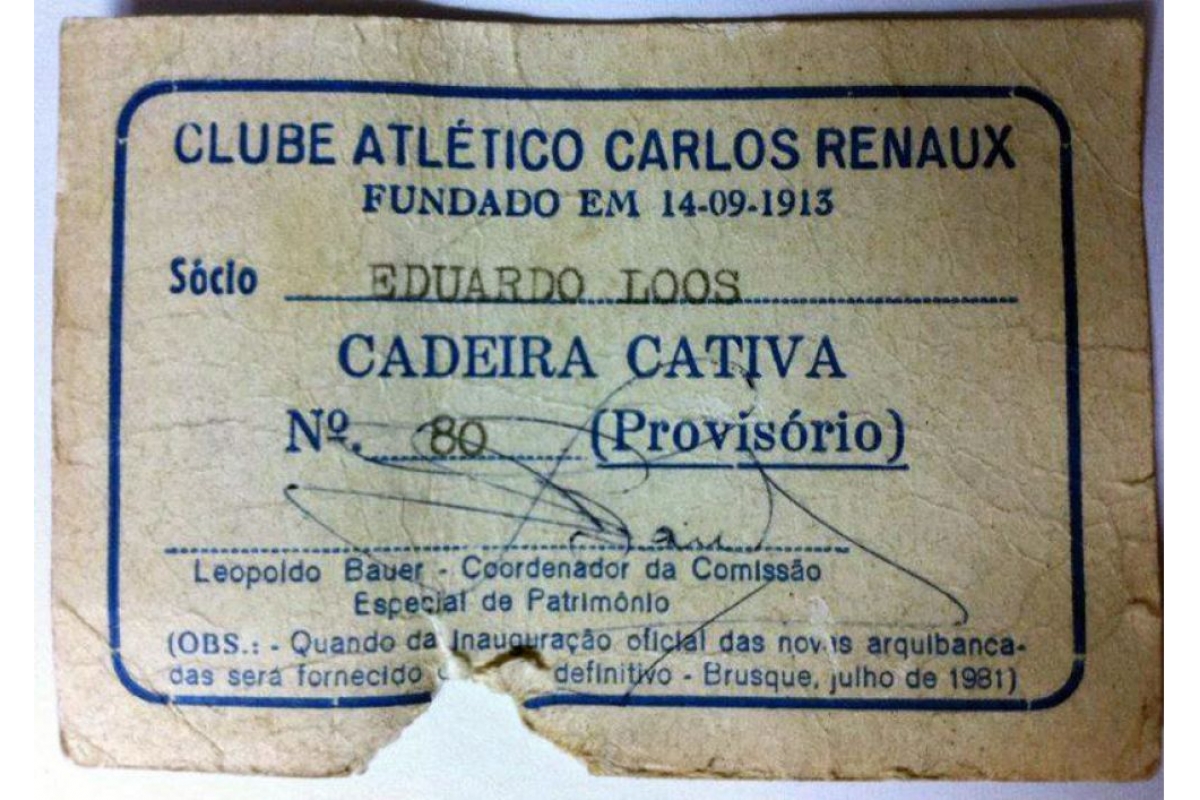 CLUBE ATLÉTICO CARLOS RENAUX
FUNDADO EM 14-09-1913
Sócio EDUARDO LOOS
CADEIRA CATIVA
Nº. 80 (Provisório)
Leopoldo Bauer - Coordenador da Comissão
Especial de Patrimônio
(OBS.: - Quando da inauguração oficial das novas arquibanca-
das será fornecido definitivo - Brusque, julho de 1981)